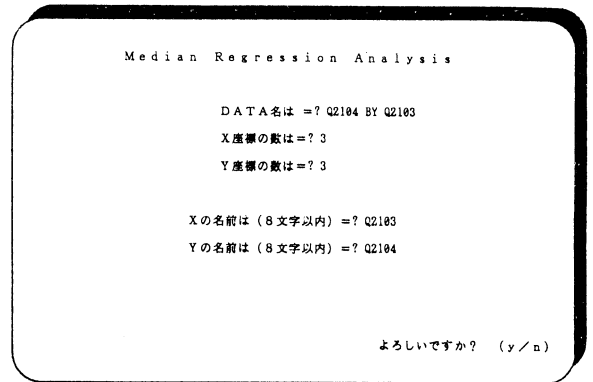 Median Regression Analysis
DATA名は =? Q2104 BY Q2103
X座標の数は=? 3
Y座標の数は=? 3
Xの名前は (8文字以内) =? Q2103
Yの名前は (8文字以内) =? Q2104
よろしいですか? (y/n)